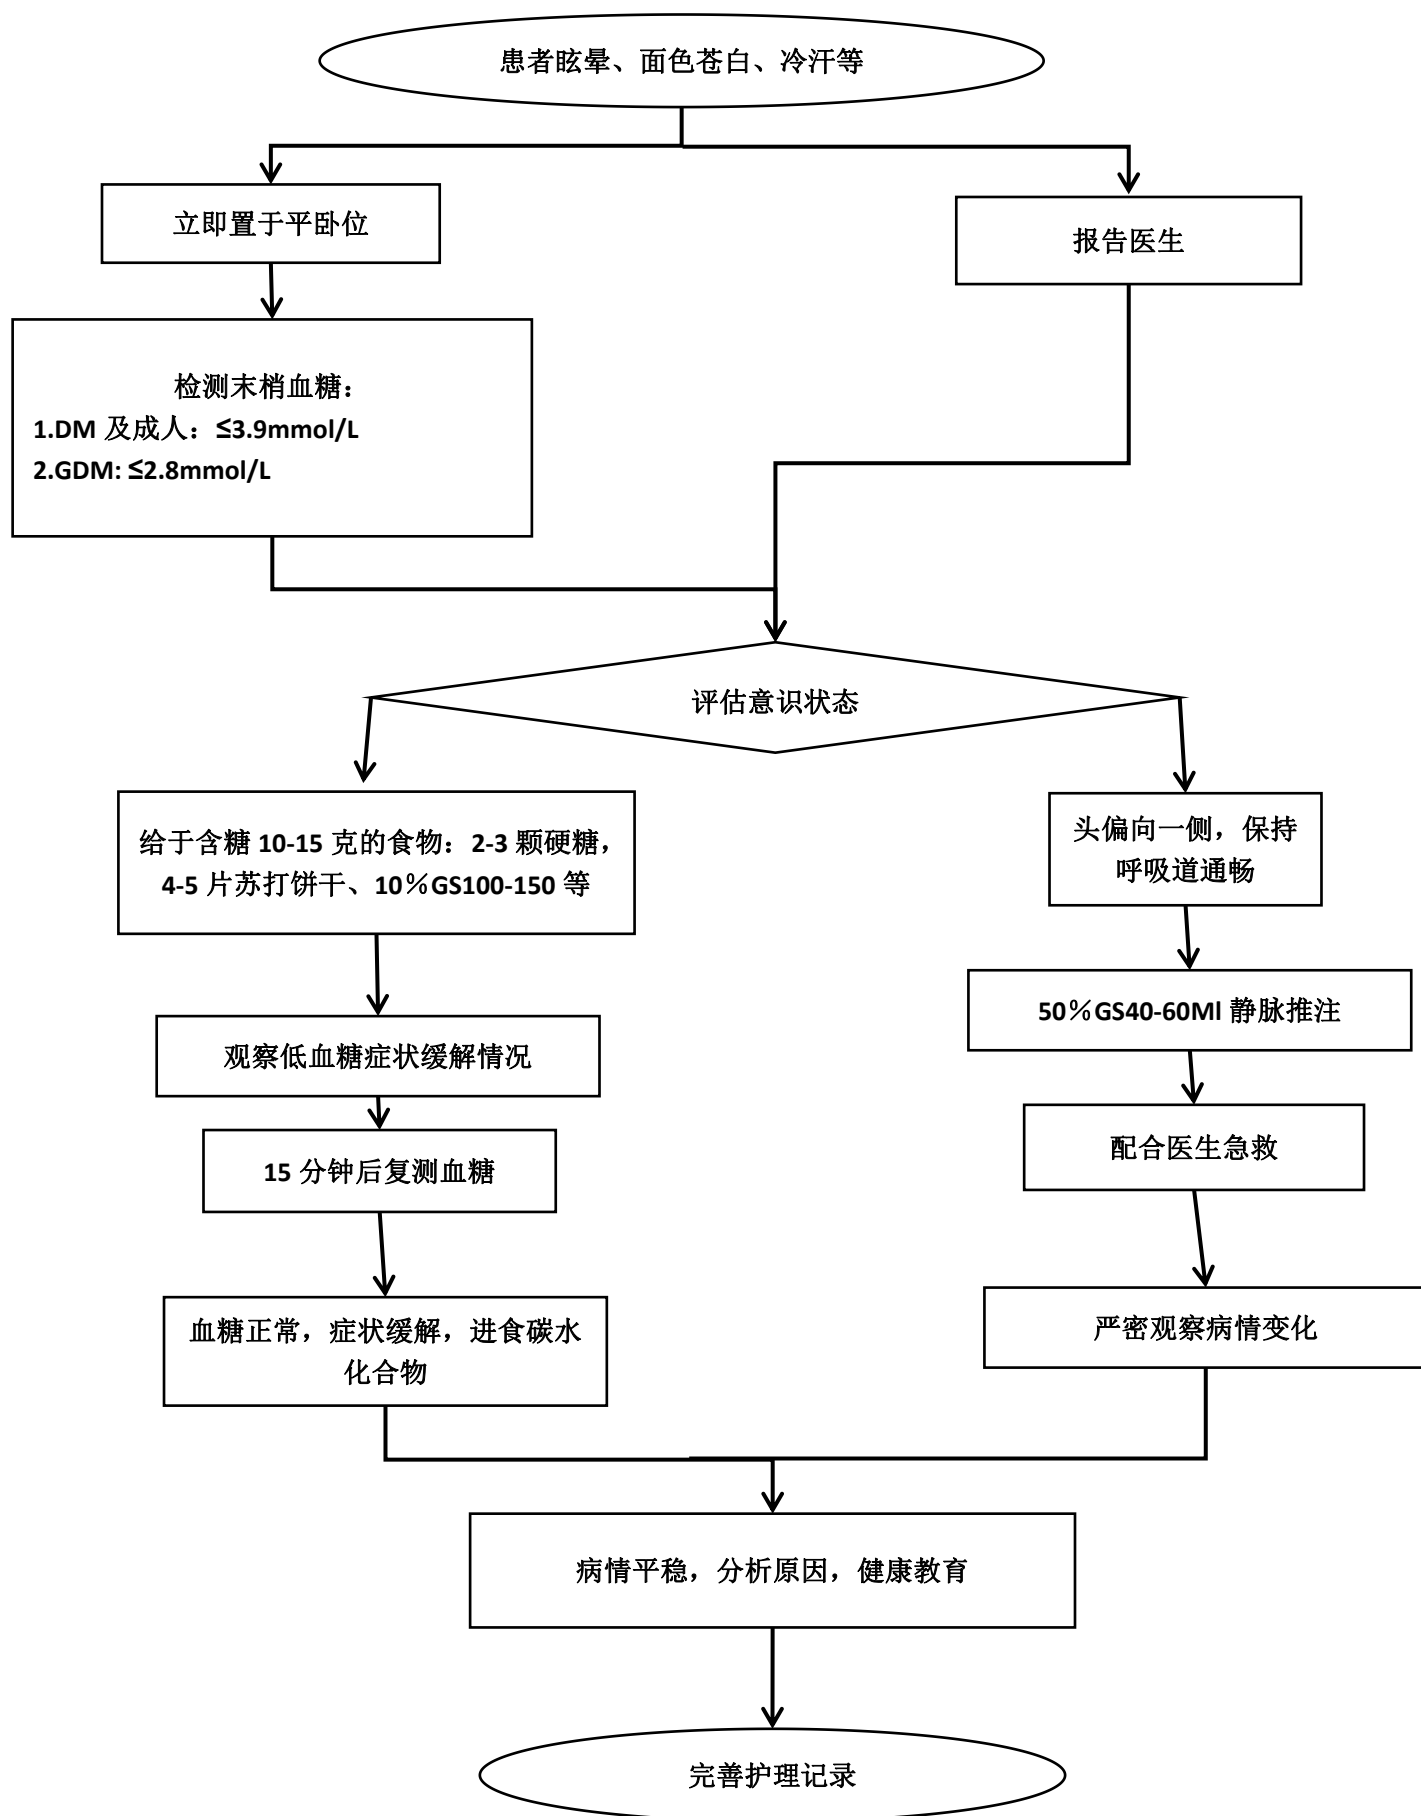 患者眩晕、面色苍白、冷汗等
立即置于平卧位
报告医生
检测末梢血糖：
1.DM 及成人：≤3.9mmol/L
2.GDM: ≤2.8mmol/L
评估意识状态
给于含糖 10-15 克的食物：2-3 颗硬糖，
4-5 片苏打饼干、10％GS100-150 等
头偏向一侧，保持
呼吸道通畅
观察低血糖症状缓解情况
50％GS40-60Ml 静脉推注
15 分钟后复测血糖
配合医生急救
血糖正常，症状缓解，进食碳水
化合物
严密观察病情变化
病情平稳，分析原因，健康教育
完善护理记录